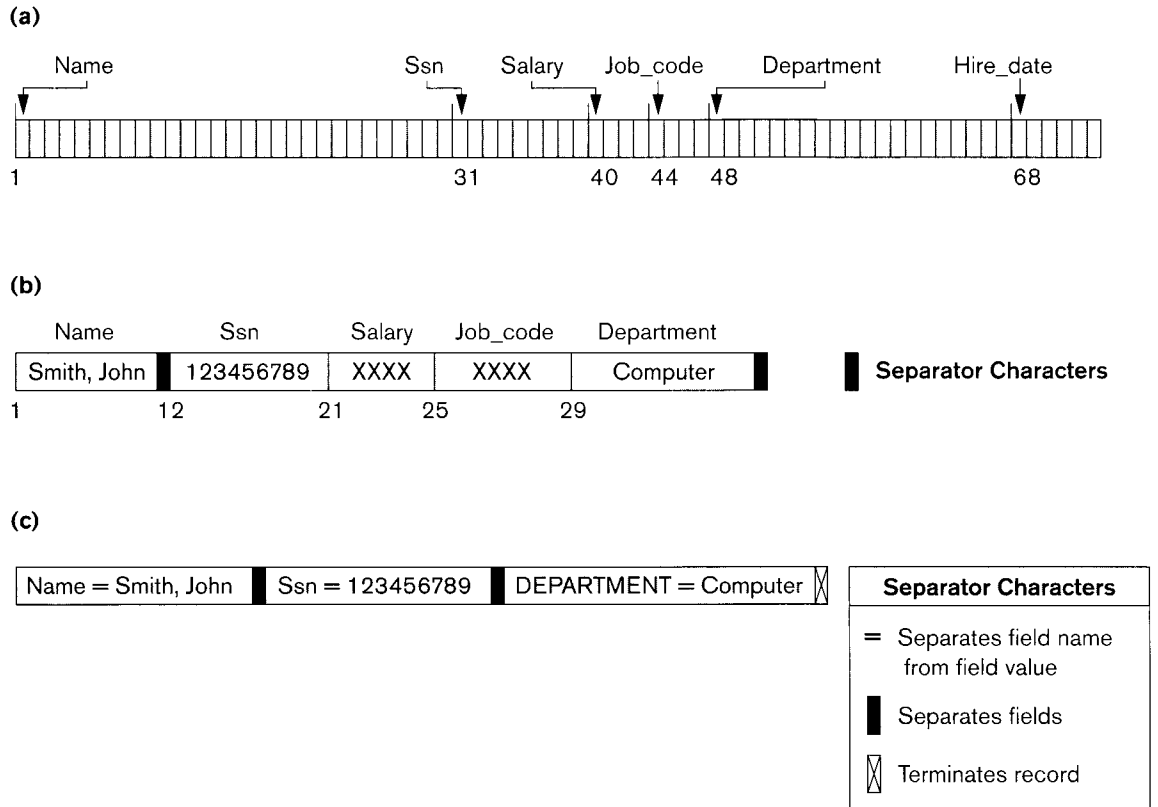 (a)
Name Ssn Salary Job_code Department Hire_date
1 31 40 44 48 68
(b)
Name Ssn Salary Job_code Department
Smith, John 123456789 XXXX XXXX Computer Separator Characters
1 12 21 25 29
(c)
Name = Smith, John Ssn = 123456789 DEPARTMENT = Computer
Separator Characters
= Separates field name
from field value
Separates fields
Terminates record